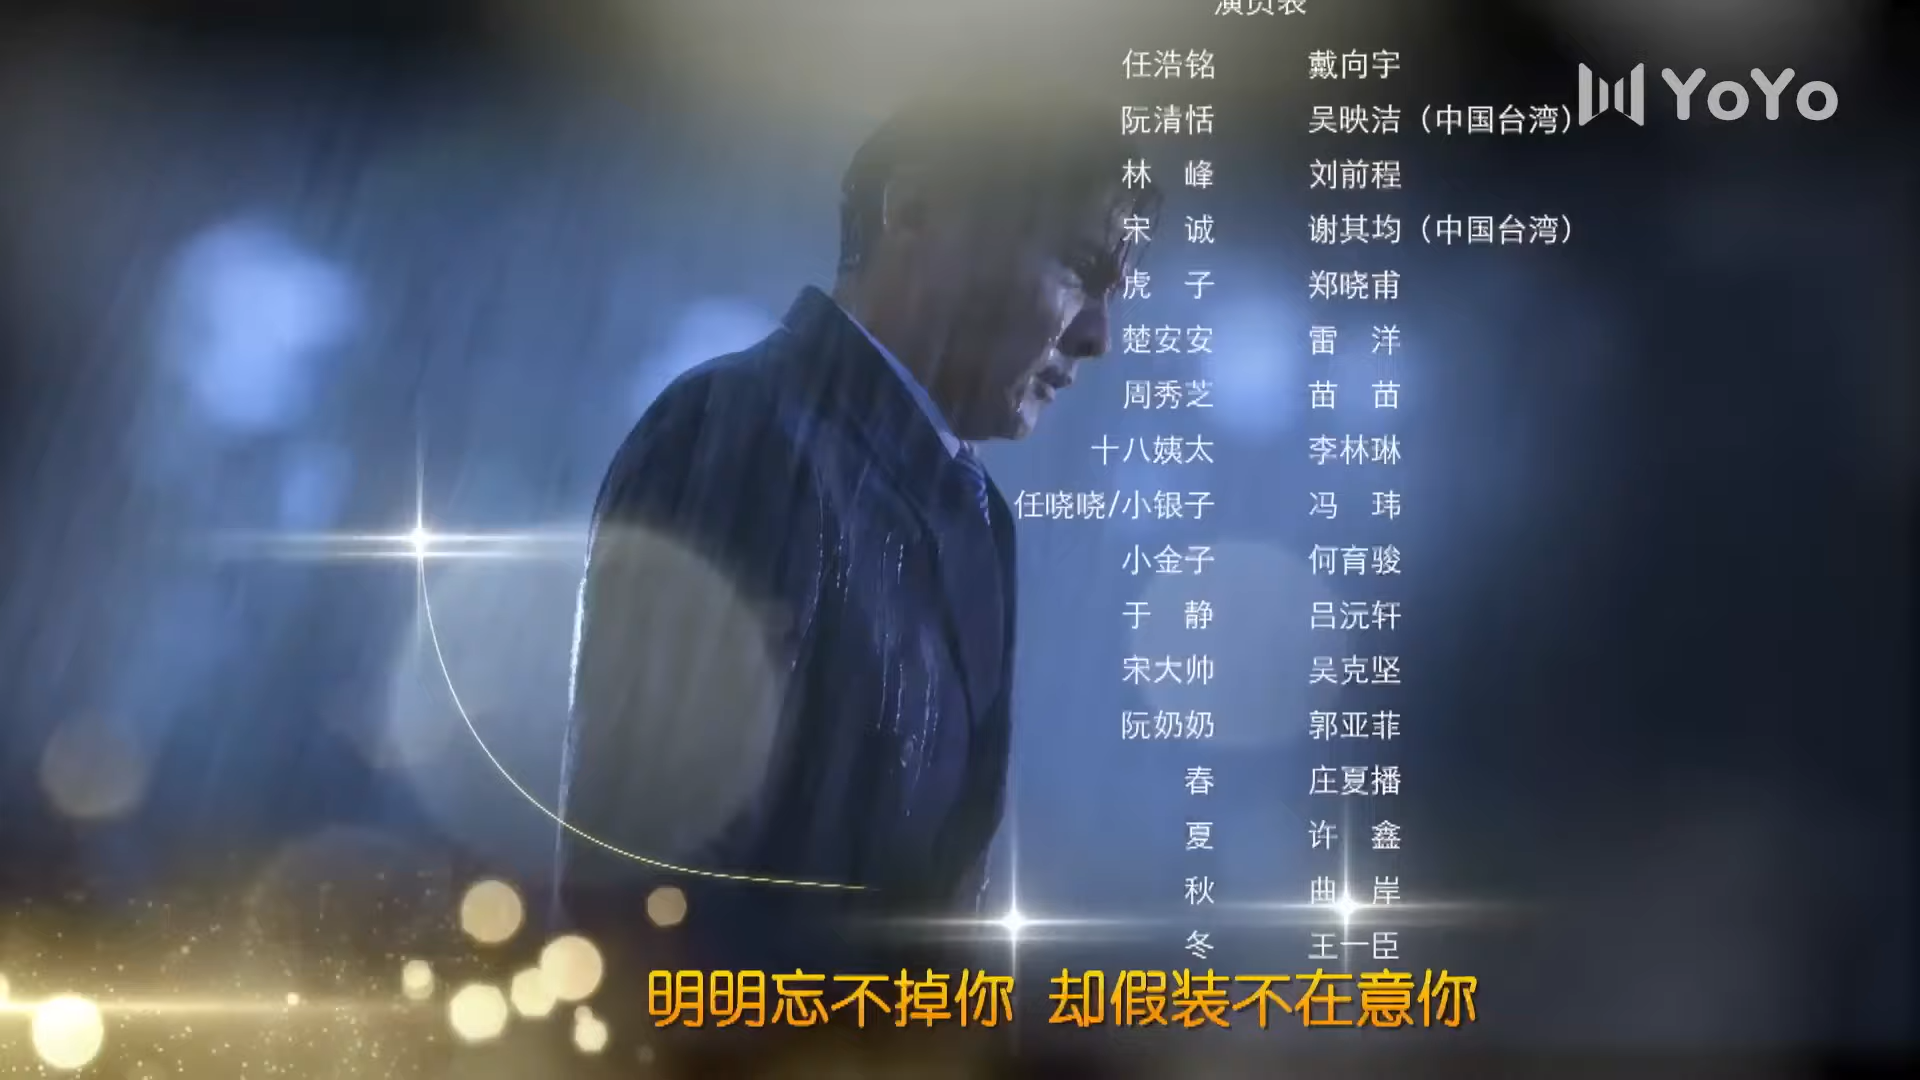 演员表
任浩铭 戴向宇
阮清恬 吴映洁（中国台湾）
林 峰 刘前程
宋 诚 谢其均（中国台湾）
虎 子 郑晓甫
楚安安 雷 洋
周秀芝 苗 苗
十八姨太 李林琳
任晓晓/小银子 冯 玮
小金子 何育骏
于 静 吕沅轩
宋大帅 吴克坚
阮奶奶 郭亚菲
春 庄夏播
夏 许 鑫
秋 曲 岸
冬 王一臣
明明忘不掉你 却假装不在意你
YoYo